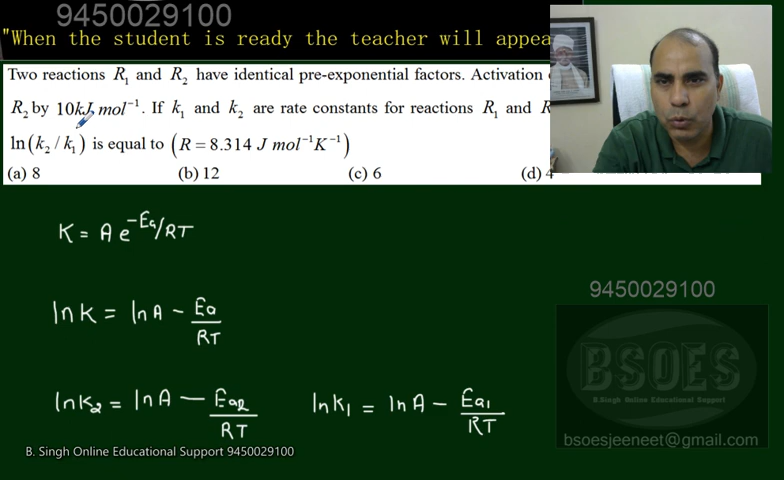 9450029100
"When the student is ready the teacher will appea
Two reactions R₁ and R₂ have identical pre-exponential factors. Activation
R₂ by 10kJ mol⁻¹. If k₁ and k₂ are rate constants for reactions R₁ and R
ln(k₂ / k₁) is equal to (R = 8.314 J mol⁻¹K⁻¹)
(a) 8 (b) 12 (c) 6 (d) 4
K = A e^(-Ea/RT)
9450029100
ln K = ln A - Ea/RT
BSOES
B.Singh Online Educational Support
ln K₂ = ln A - Ea₂/RT ln K₁ = ln A - Ea₁/RT
bsoesjeeneet@gmail.com
B. Singh Online Educational Support 9450029100